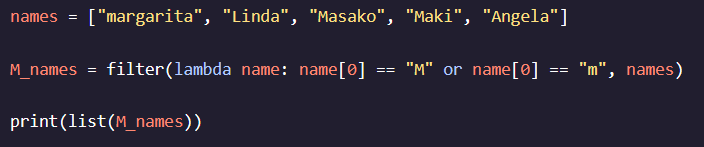 names = ["margarita", "Linda", "Masako", "Maki", "Angela"]
M_names = filter(lambda name: name[0] == "M" or name[0] == "m", names)
print(list(M_names))